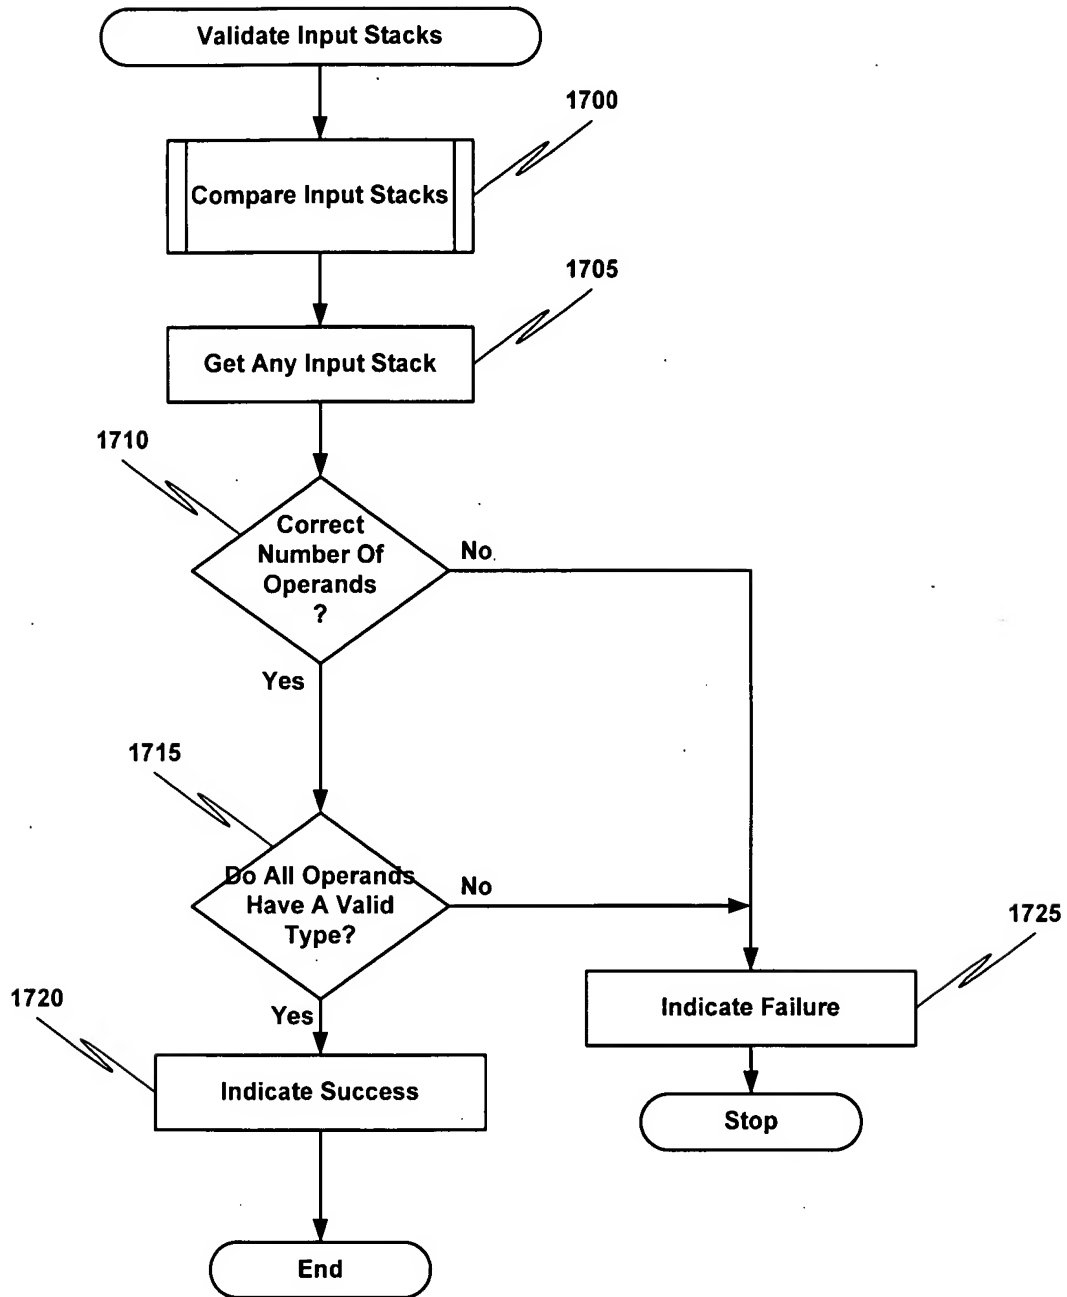 Validate Input Stacks
1700
Compare Input Stacks
1705
Get Any Input Stack
1710
Correct
Number Of
Operands
?
No
Yes
1715
Do All Operands
Have A Valid
Type?
No
1725
Indicate Failure
1720
Yes
Indicate Success
Stop
End